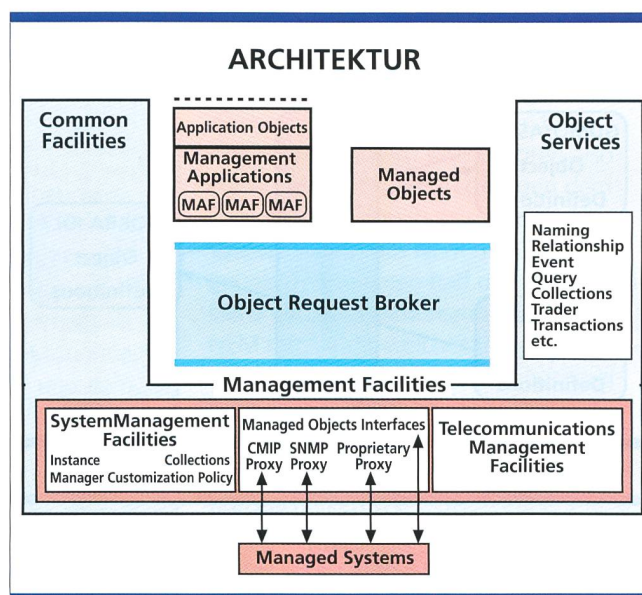 ARCHITEKTUR
Common
Facilities
Application Objects
Management
Applications
MAF MAF MAF
Managed
Objects
Object
Services
Naming
Relationship
Event
Query
Collections
Trader
Transactions
etc.
Object Request Broker
Management Facilities
SystemManagement
Facilities
Instance Collections
Manager Customization Policy
Managed Objects Interfaces
CMIP SNMP Proprietary
Proxy Proxy Proxy
Telecommunications
Management
Facilities
Managed Systems